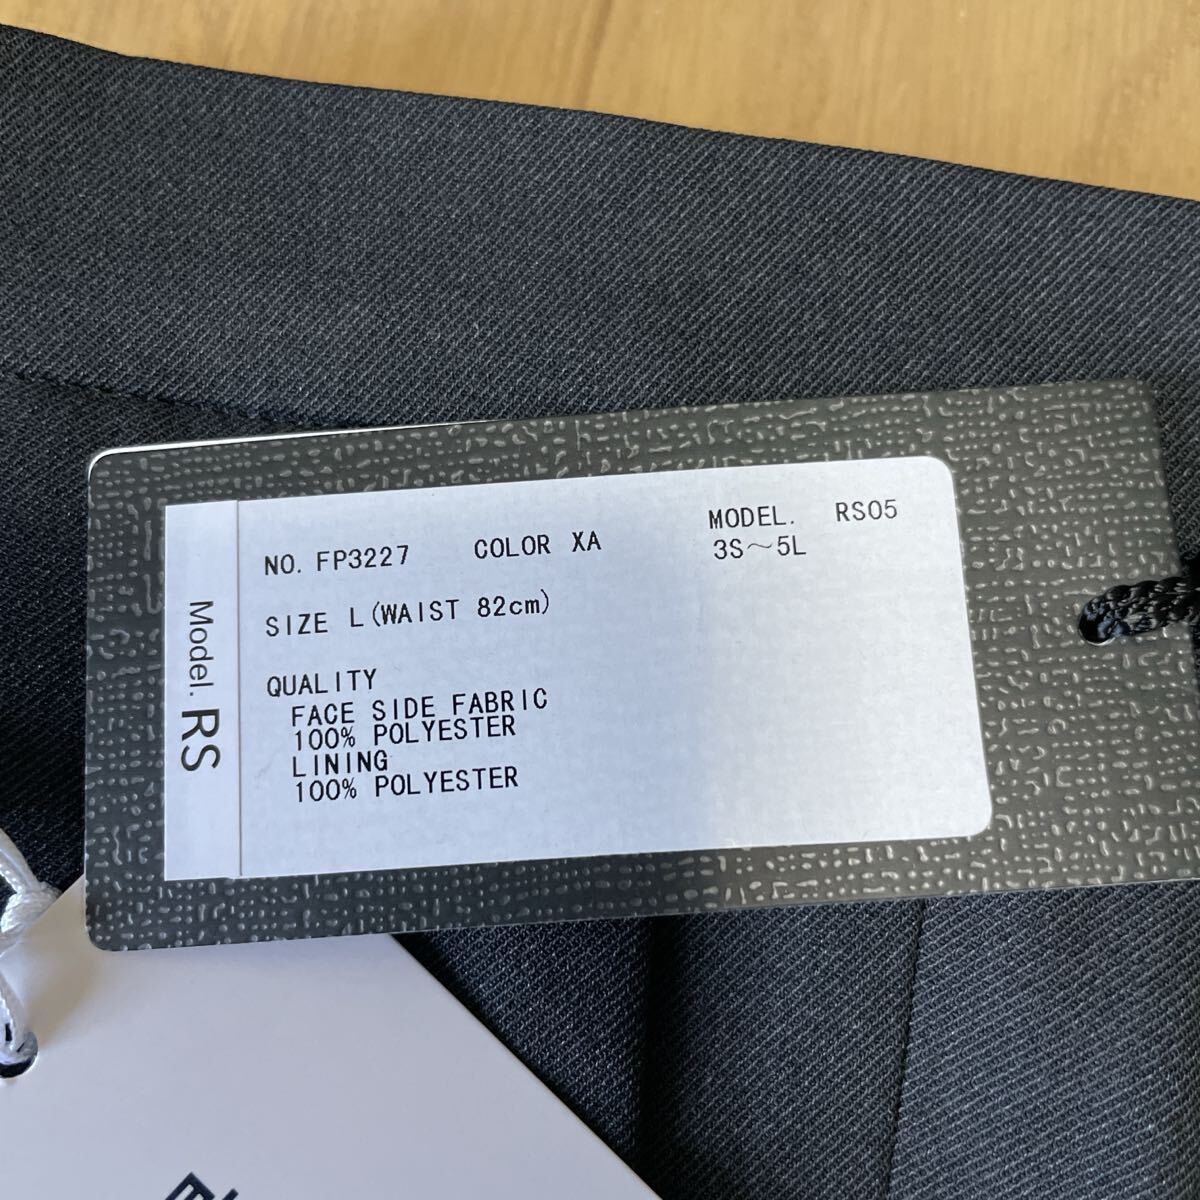 NO. FP3227 COLOR XA MODEL. RS05
3S～5L
SIZE L(WAIST 82cm)
QUALITY
FACE SIDE FABRIC
100% POLYESTER
LINING
100% POLYESTER
Model. RS